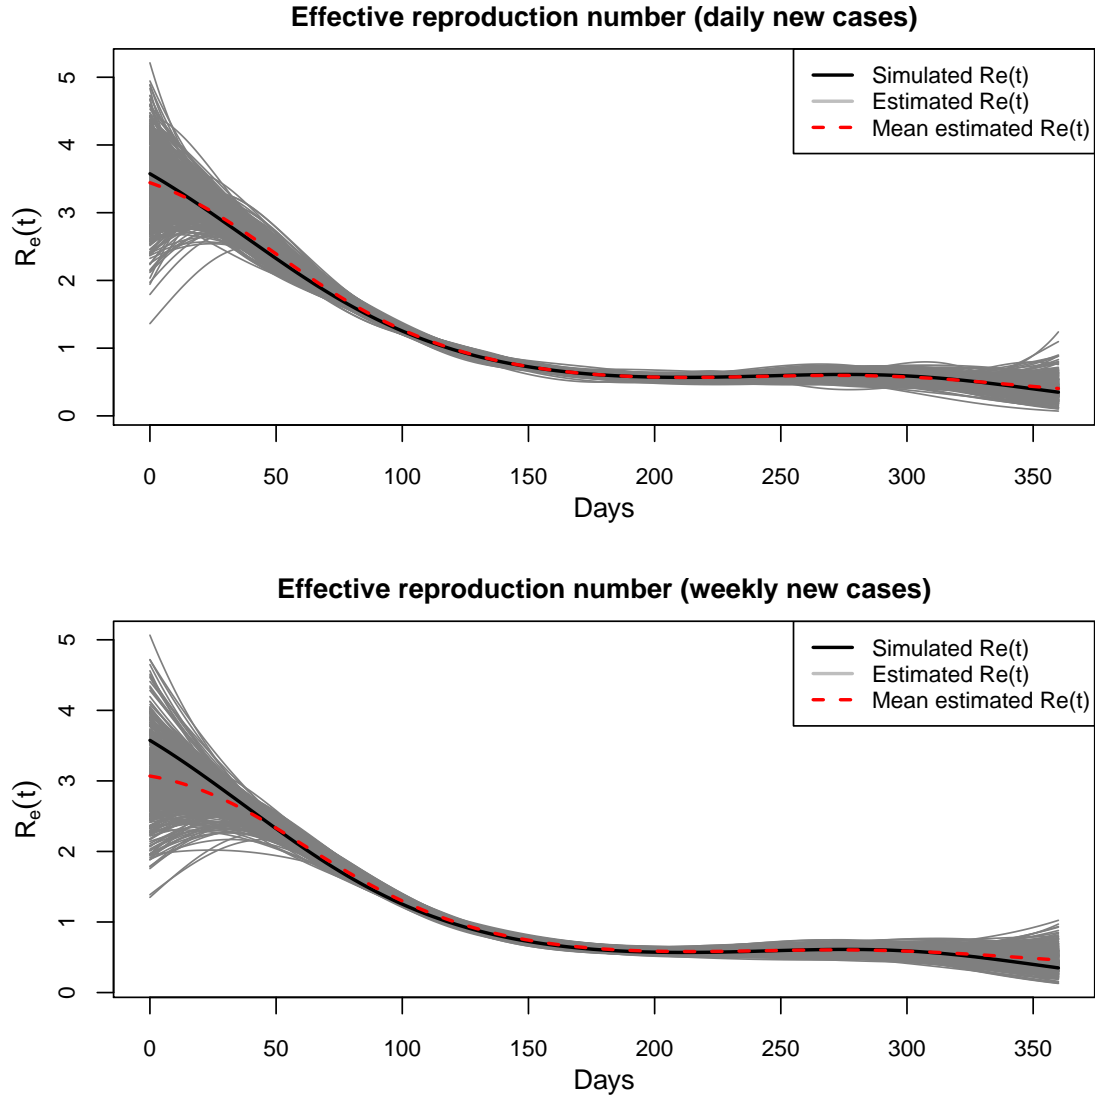 Effective reproduction number (daily new cases)
Simulated Re(t)
Estimated Re(t)
Mean estimated Re(t)
Re(t)
5
4
3
2
1
0
0 50 100 150 200 250 300 350
Days
Effective reproduction number (weekly new cases)
Simulated Re(t)
Estimated Re(t)
Mean estimated Re(t)
Re(t)
5
4
3
2
1
0
0 50 100 150 200 250 300 350
Days